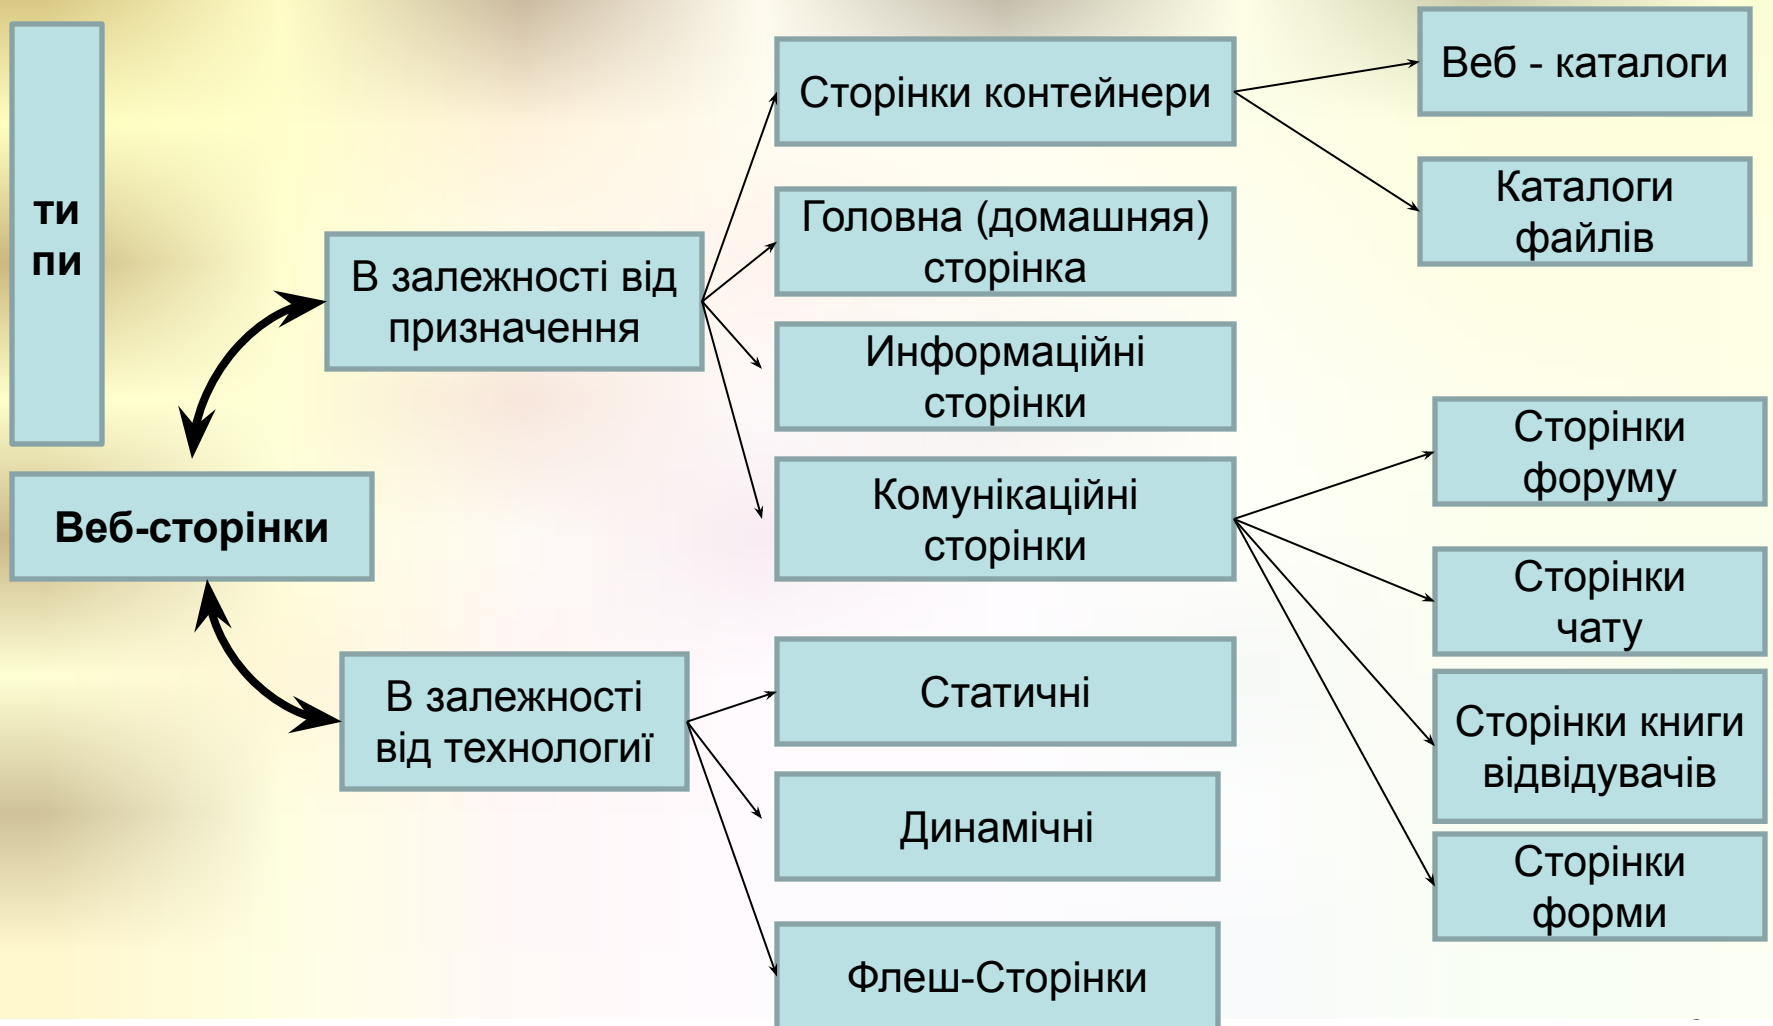 ти
пи
Веб-сторінки
В залежності від
призначення
Сторінки контейнери
Веб - каталоги
Каталоги
файлів
Головна (домашняя)
сторінка
Информаційні
сторінки
Комунікаційні
сторінки
Сторінки
форуму
Сторінки
чату
Сторінки книги
відвідувачів
Сторінки
форми
В залежності
від технологиї
Статичні
Динамічні
Флеш-Сторінки